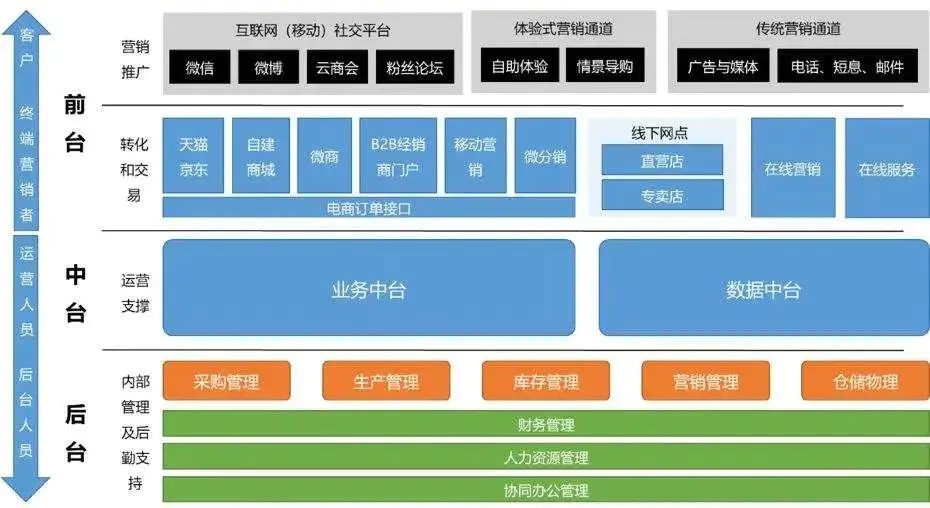 客户
终端营销者
运营人员
后台人员
前台
营销
推广
互联网（移动）社交平台
微信
微博
云商会
粉丝论坛
体验式营销通道
自助体验
情景导购
传统营销通道
广告与媒体
电话、短息、邮件
转化
和交
易
天猫
京东
自建
商城
微商
B2B经销
商门户
移动营
销
微分销
电商订单接口
线下网点
直营店
专卖店
在线营销
在线服务
中台
运营
支撑
业务中台
数据中台
后台
内部
管理
及后
勤支
持
采购管理
生产管理
库存管理
营销管理
仓储物理
财务管理
人力资源管理
协同办公管理